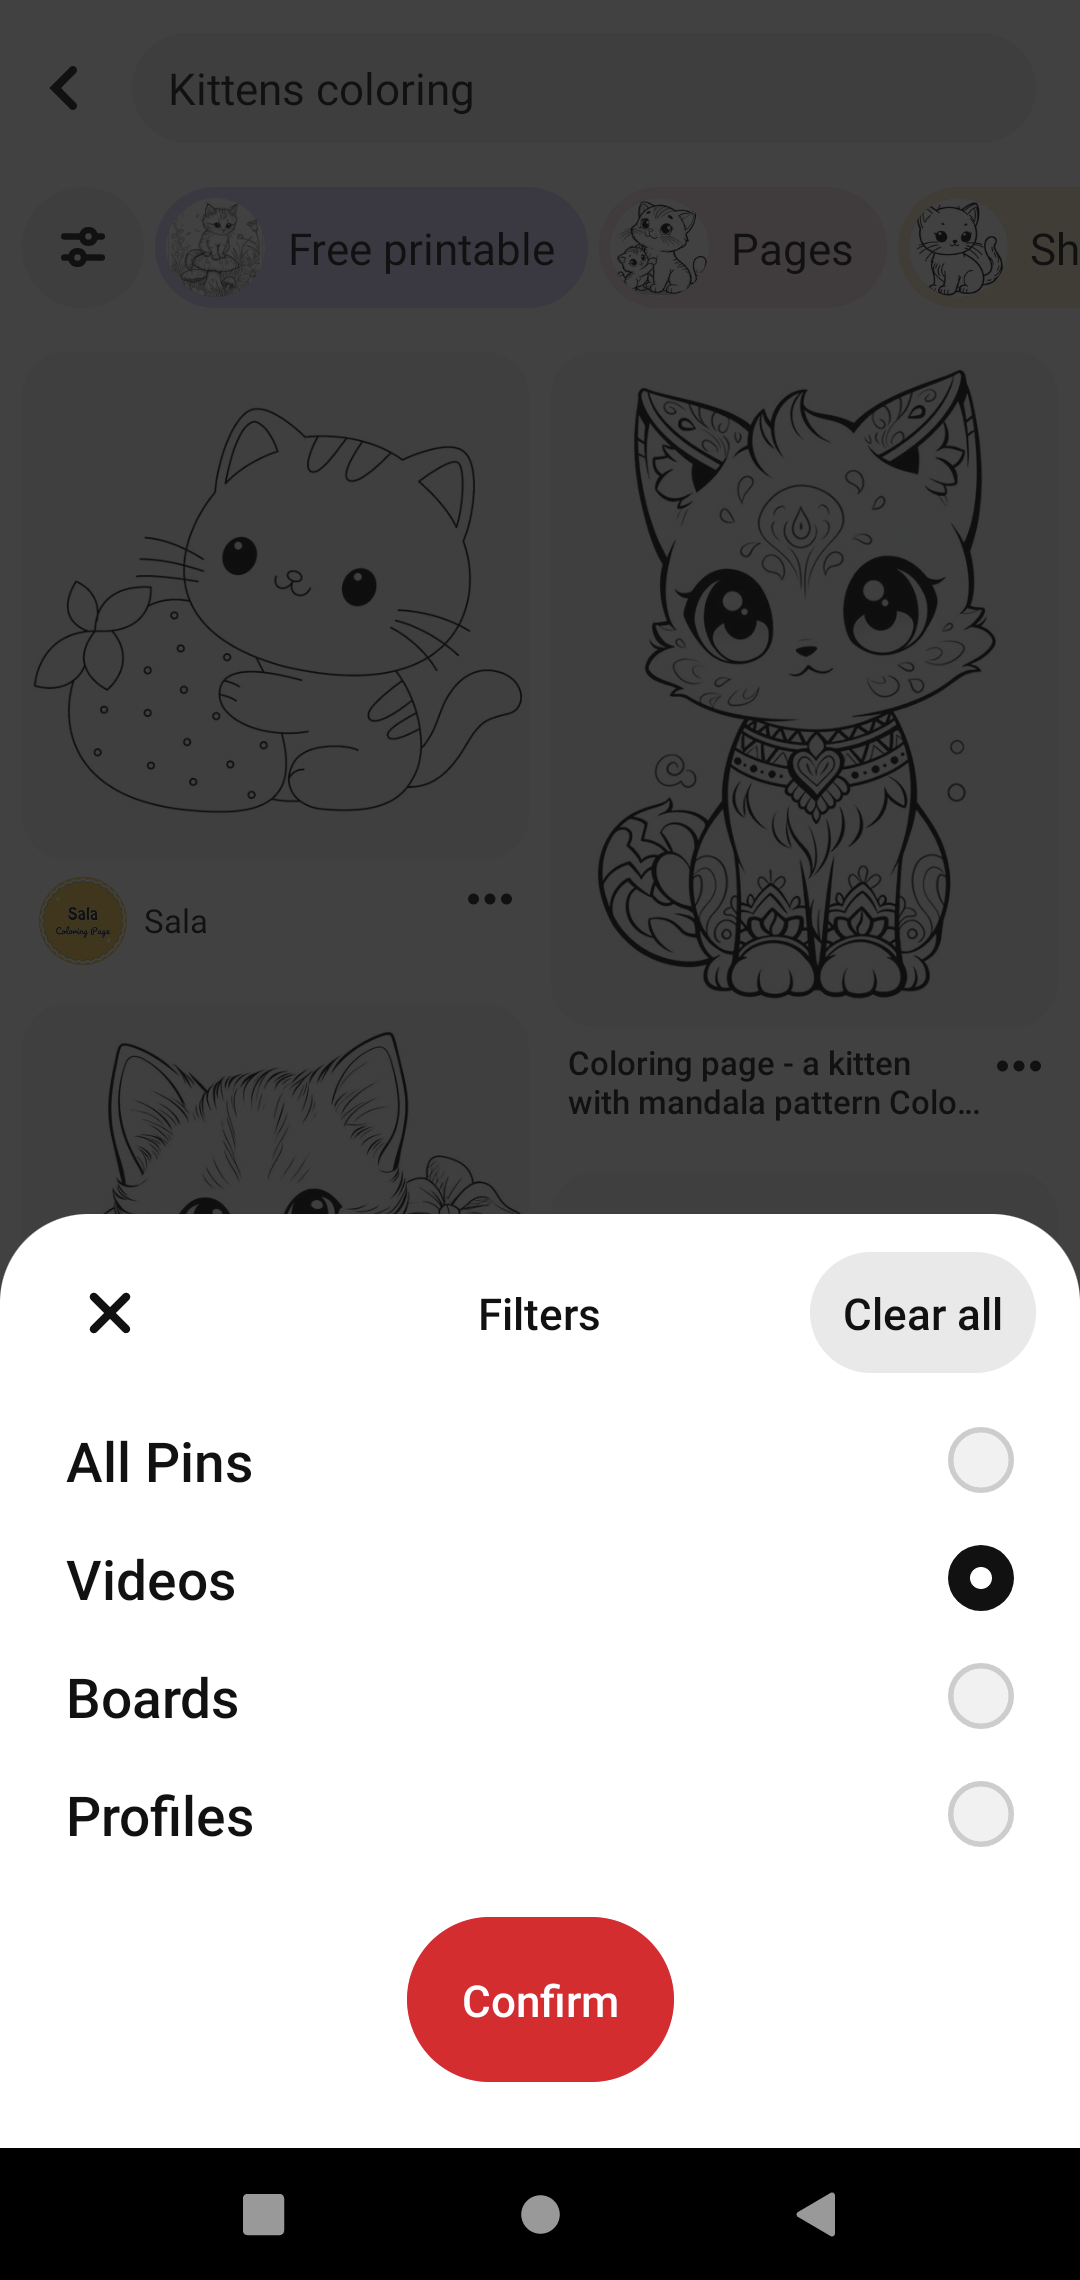 Kittens coloring
Free printable
Pages
Sh
Sala
Coloring Page
Sala
Coloring page - a kitten
with mandala pattern Colo...
Filters
Clear all
All Pins
Videos
Boards
Profiles
Confirm